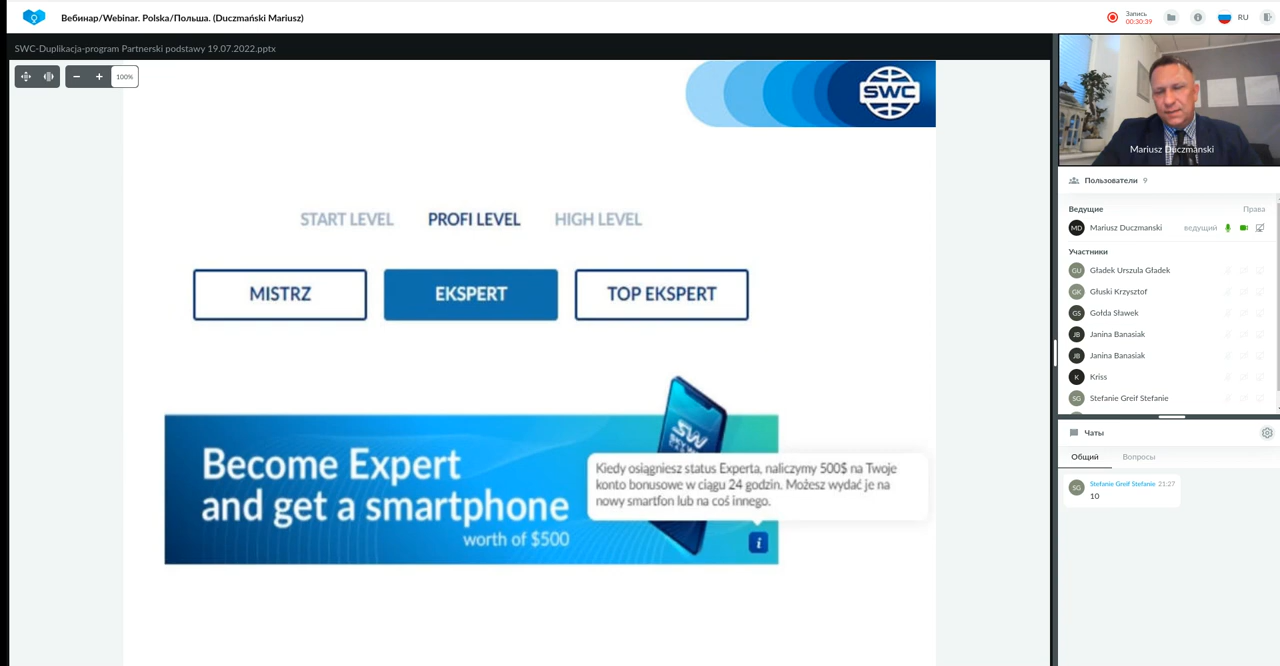 Вебинар/Webinar. Polska/Польша. (Duczmański Mariusz)
Запись
00:30:39
RU
SWC-Duplikacja-program Partnerski podstawy 19.07.2022.pptx
100%
SWC
START LEVEL
PROFI LEVEL
HIGH LEVEL
MISTRZ
EKSPERT
TOP EKSPERT
Become Expert
and get a smartphone
worth of $500
SW
Kiedy osiągniesz status Experta, naliczymy 500$ na Twoje
konto bonusowe w ciągu 24 godzin. Możesz wydać je na
nowy smartfon lub na coś innego.
i
Mariusz Duczmanski
Пользователи 9
Ведущие
Права
MD Mariusz Duczmanski ведущий
Участники
GU Gładek Urszula Gładek
GK Głuski Krzysztof
GS Gołda Sławek
JB Janina Banasiak
JB Janina Banasiak
K Kriss
SG Stefanie Greif Stefanie
Чаты
Общий
Вопросы
SG Stefanie Greif Stefanie 21:27
10